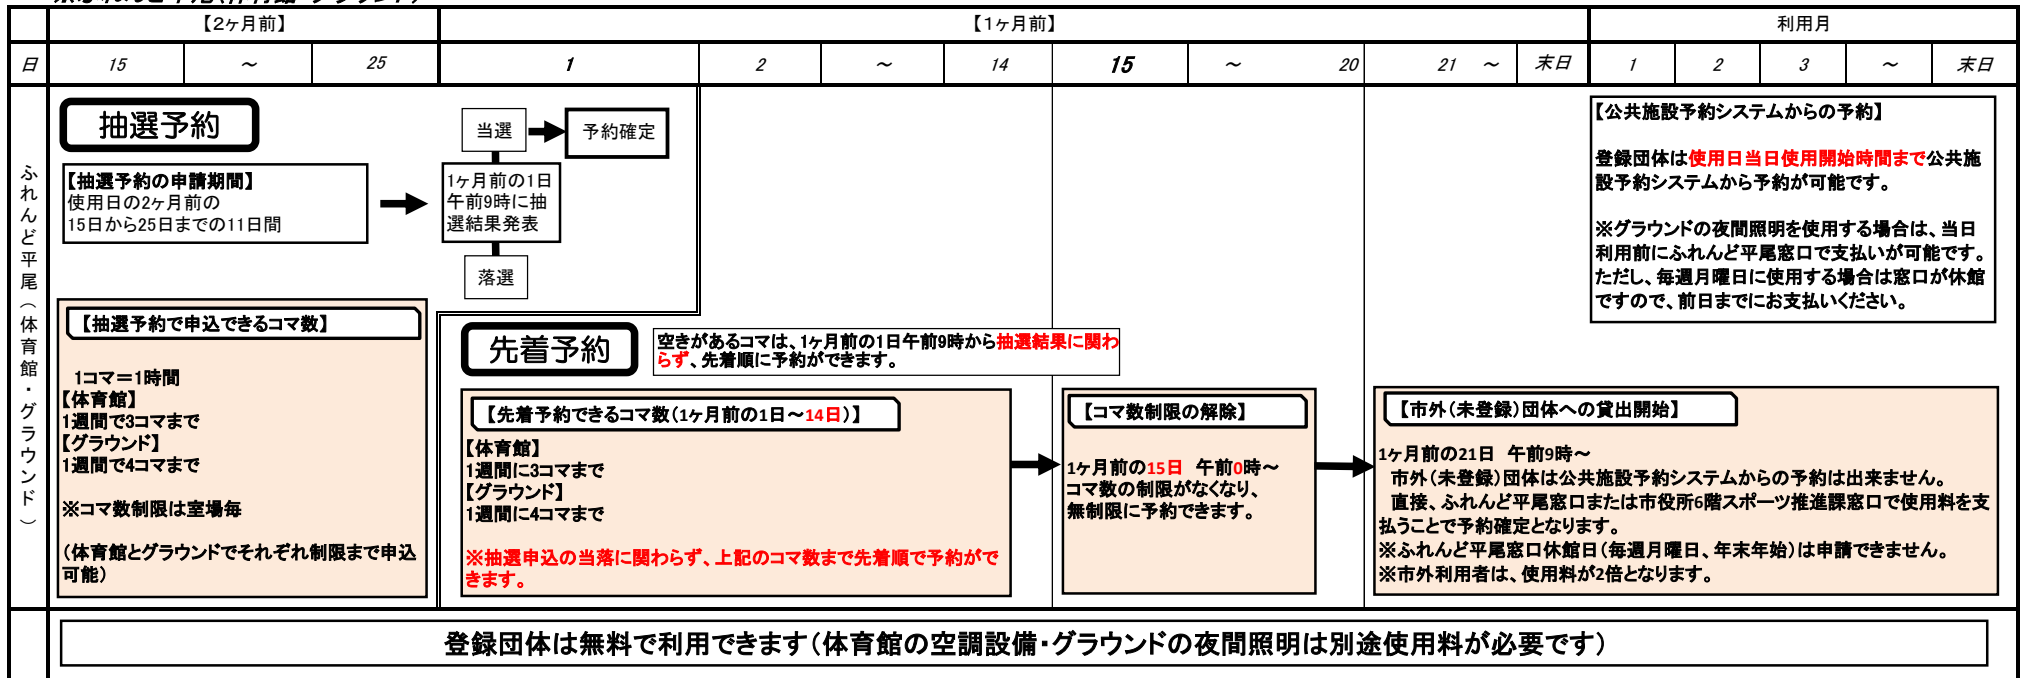 【2ヶ月前】 【1ヶ月前】 利用月
日 15 ～ 25 1 2 ～ 14 15 ～ 20 21 ～ 末日 1 2 3 ～ 末日
ふれんど平尾（体育館・グラウンド）
抽選予約
【抽選予約の申請期間】
使用日の2ヶ月前の
15日から25日までの11日間
当選
予約確定
1ヶ月前の1日
午前9時に抽
選結果発表
落選
【抽選予約で申込できるコマ数】
1コマ＝1時間
【体育館】
1週間で3コマまで
【グラウンド】
1週間で4コマまで
※コマ数制限は室場毎
（体育館とグラウンドでそれぞれ制限まで申込
可能）
先着予約
空きがあるコマは、1ヶ月前の1日午前9時から抽選結果に関わ
らず、先着順に予約ができます。
【先着予約できるコマ数（1ヶ月前の1日～14日）】
【体育館】
1週間に3コマまで
【グラウンド】
1週間に4コマまで
※抽選申込の当落に関わらず、上記のコマ数まで先着順で予約がで
きます。
【コマ数制限の解除】
1ヶ月前の15日 午前0時～
コマ数の制限がなくなり、
無制限に予約できます。
【公共施設予約システムからの予約】
登録団体は使用日当日使用開始時間まで公共施
設予約システムから予約が可能です。
※グラウンドの夜間照明を使用する場合は、当日
利用前にふれんど平尾窓口で支払いが可能です。
ただし、毎週月曜日に使用する場合は窓口が休館
ですので、前日までにお支払いください。
【市外（未登録）団体への貸出開始】
1ヶ月前の21日 午前9時～
市外（未登録）団体は公共施設予約システムからの予約は出来ません。
直接、ふれんど平尾窓口または市役所6階スポーツ推進課窓口で使用料を支
払うことで予約確定となります。
※ふれんど平尾窓口休館日（毎週月曜日、年末年始）は申請できません。
※市外利用者は、使用料が2倍となります。
登録団体は無料で利用できます（体育館の空調設備・グラウンドの夜間照明は別途使用料が必要です）